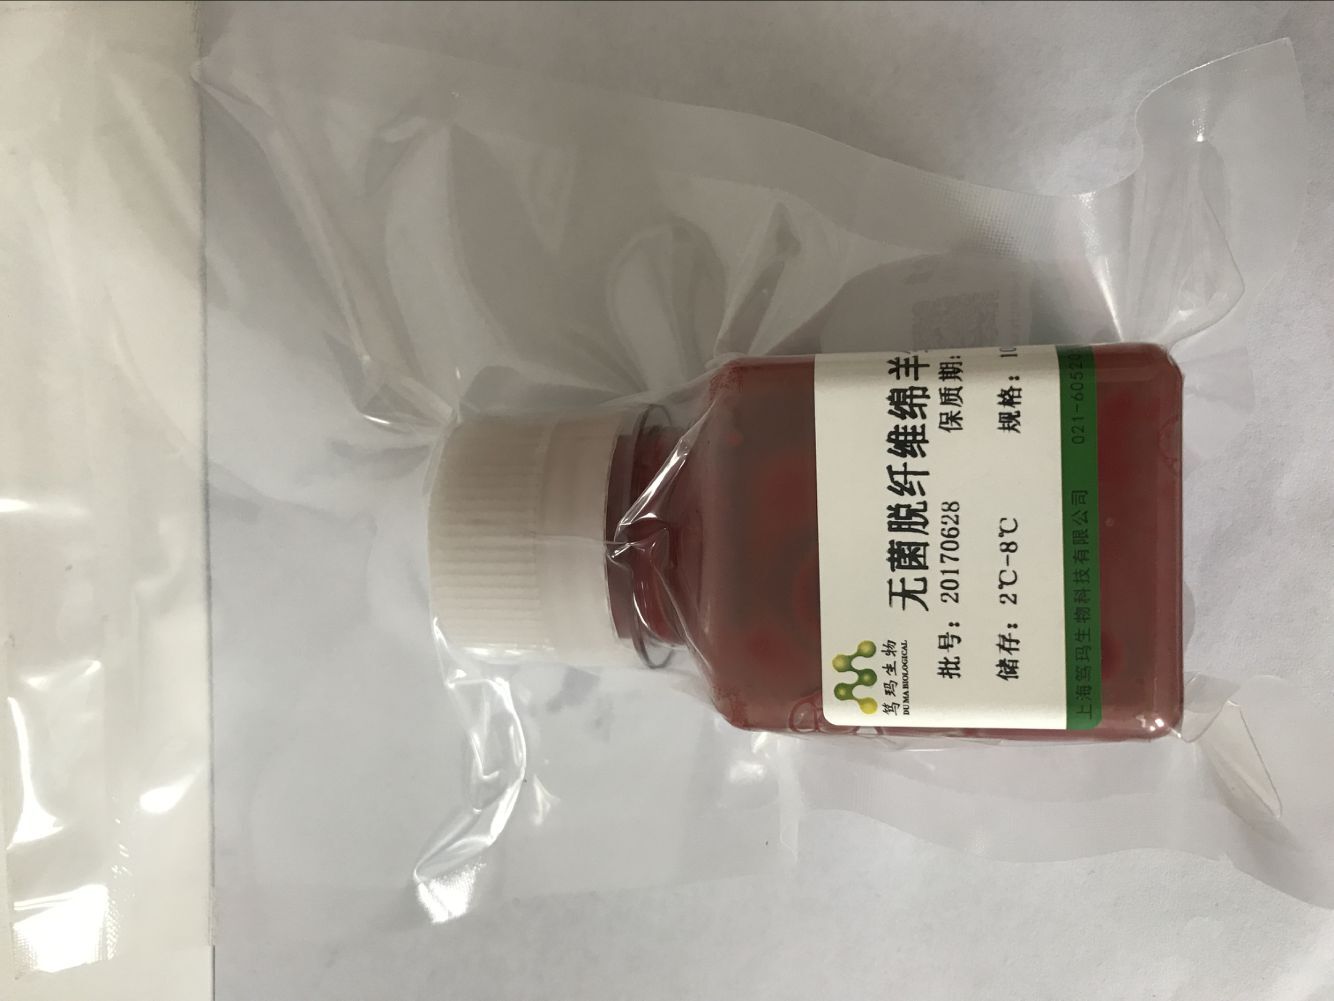 笃玛生物
DU MA BIOLOGICAL
无菌脱纤维绵羊
批号：20170628
保质期：
储存：2℃-8℃
规格：10
上海笃玛生物科技有限公司
021-60520